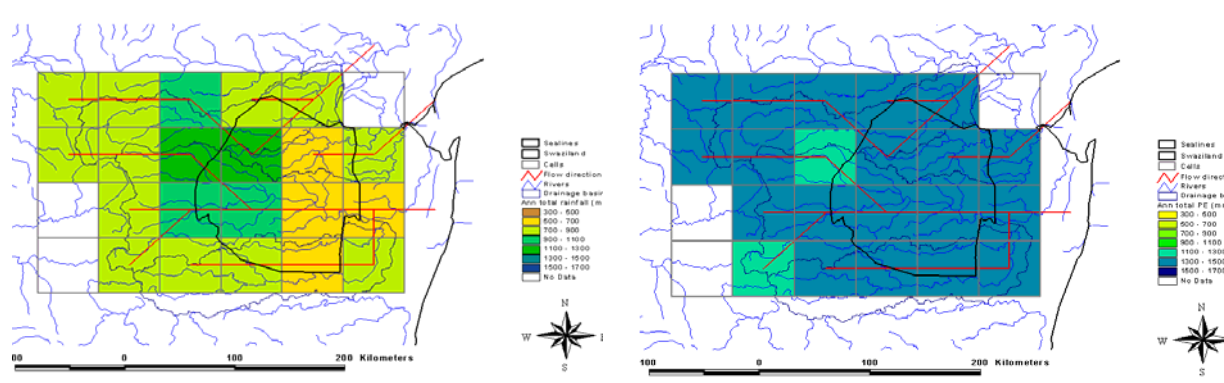 Sealines
Swaziland
Cells
Flow direction
Rivers
Drainage basin
Ann total rainfall (m
300 - 500
500 - 700
700 - 900
900 - 1100
1100 - 1300
1300 - 1500
1500 - 1700
No Data
N
W
S
00 0 100 200 Kilometers
Sealines
Swaziland
Cells
Flow direc
Rivers
Drainage b
Ann total PE (m
300 - 500
500 - 700
700 - 900
900 - 1100
1100 - 1300
1300 - 1500
1500 - 1700
No Data
N
W
S
100 0 100 200 Kilometers